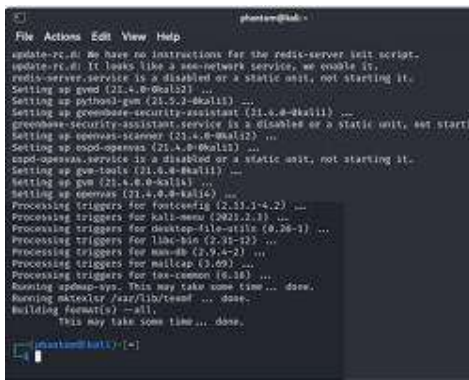 phantom@kali: ~
File Actions Edit View Help
update-rc.d: We have no instructions for the redis-server init script.
update-rc.d: It looks like a non-network service, we enable it.
redis-server.service is a disabled or a static unit, not starting it.
Setting up gvmd (21.4.0-0kali2) ...
Setting up python3-gvm (21.5.2-0kali1) ...
Setting up greenbone-security-assistant (21.4.0-0kali1) ...
greenbone-security-assistant.service is a disabled or a static unit, not start
Setting up openvas-scanner (21.4.0-0kali2) ...
Setting up ospd-openvas (21.4.0-0kali1) ...
ospd-openvas.service is a disabled or a static unit, not starting it.
Setting up gvm-tools (21.6.0-0kali1) ...
Setting up gvm (21.4.0-0kali4) ...
Setting up openvas (21.4.0-0kali4) ...
Processing triggers for fontconfig (2.13.1-4.2) ...
Processing triggers for kali-menu (2021.2.3) ...
Processing triggers for desktop-file-utils (0.26-1) ...
Processing triggers for libc-bin (2.31-12) ...
Processing triggers for man-db (2.9.4-2) ...
Processing triggers for mailcap (3.69) ...
Processing triggers for tex-common (6.16) ...
Running updmap-sys. This may take some time ... done.
Running mktexlsr /var/lib/texmf ... done.
Building format(s) --all.
This may take some time ... done.
(phantom㉿kali)-[~]
$